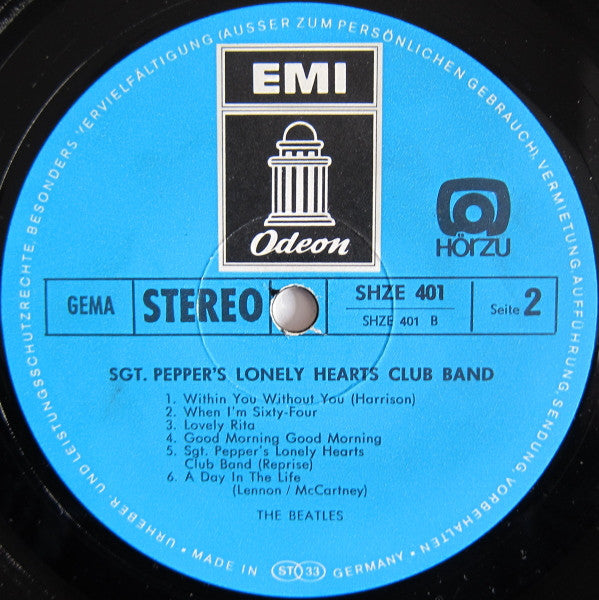 URHEBER- UND LEISTUNGSSCHUTZRECHTE, BESONDERS VERVIELFÄLTIGUNG (AUSSER ZUM PERSÖNLICHEN GEBRAUCH), VERMIETUNG, AUFFÜHRUNG, SENDUNG, VORBEHALTEN
EMI
Odeon
HÖRZU
GEMA
STEREO
SHZE 401
SHZE 401 B
Seite 2
SGT. PEPPER'S LONELY HEARTS CLUB BAND
1. Within You Without You (Harrison)
2. When I'm Sixty-Four
3. Lovely Rita
4. Good Morning Good Morning
5. Sgt. Pepper's Lonely Hearts
Club Band (Reprise)
6. A Day In The Life
(Lennon / McCartney)
THE BEATLES
• MADE IN ST 33 GERMANY •